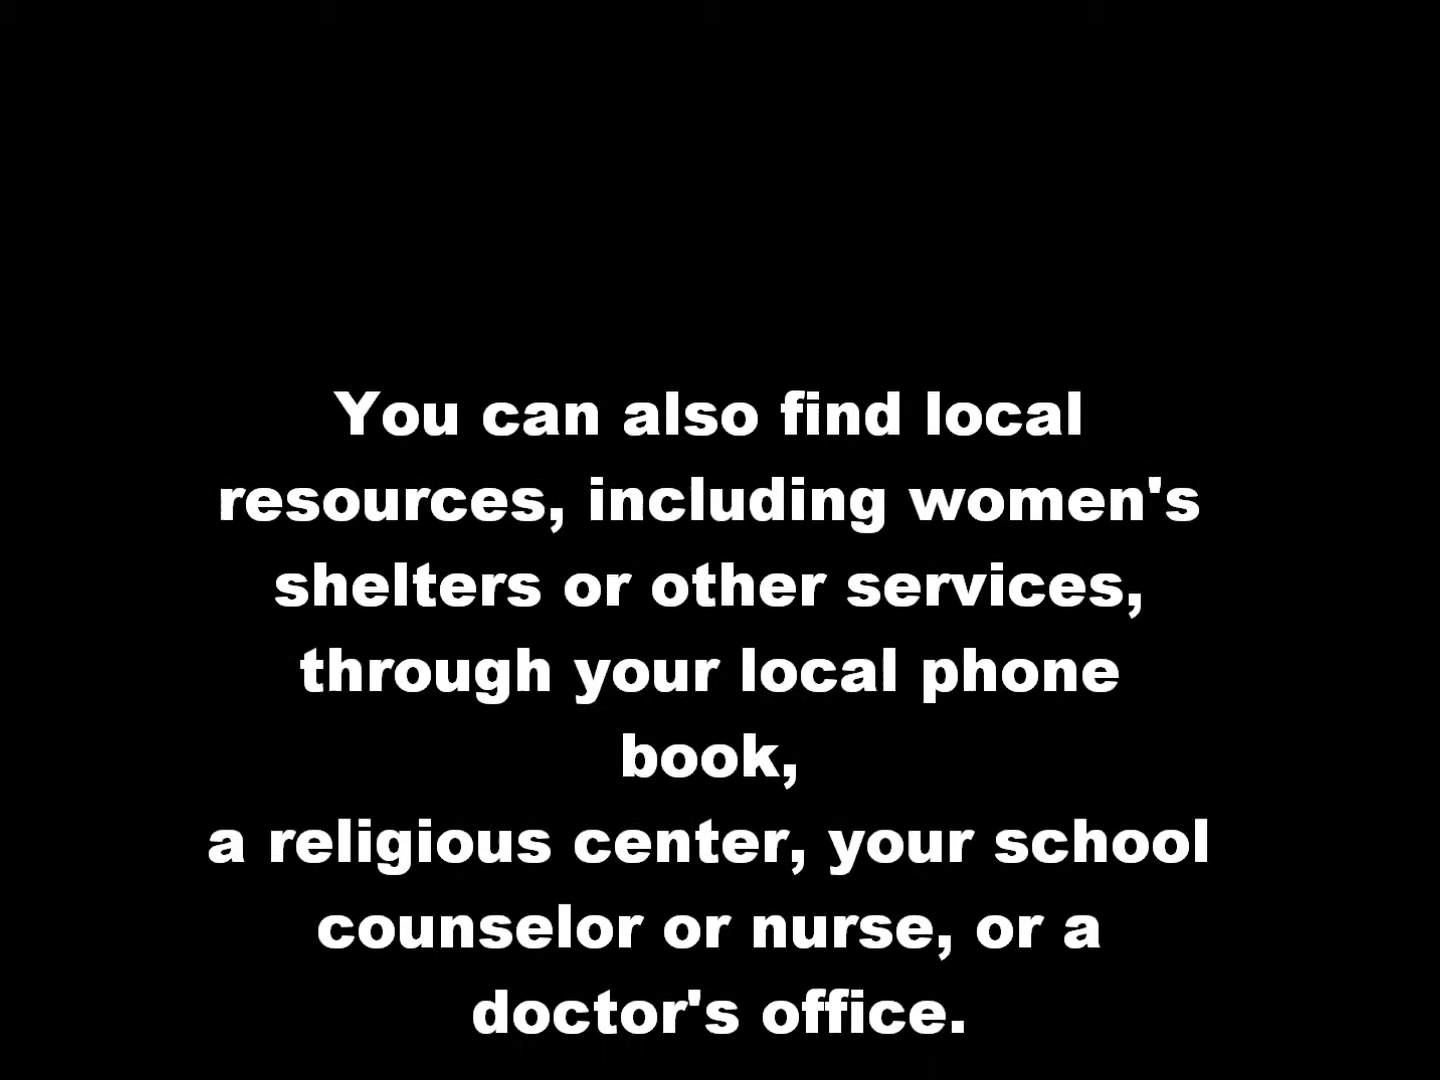 You can also find local
resources, including women's
shelters or other services,
through your local phone
book,
a religious center, your school
counselor or nurse, or a
doctor's office.